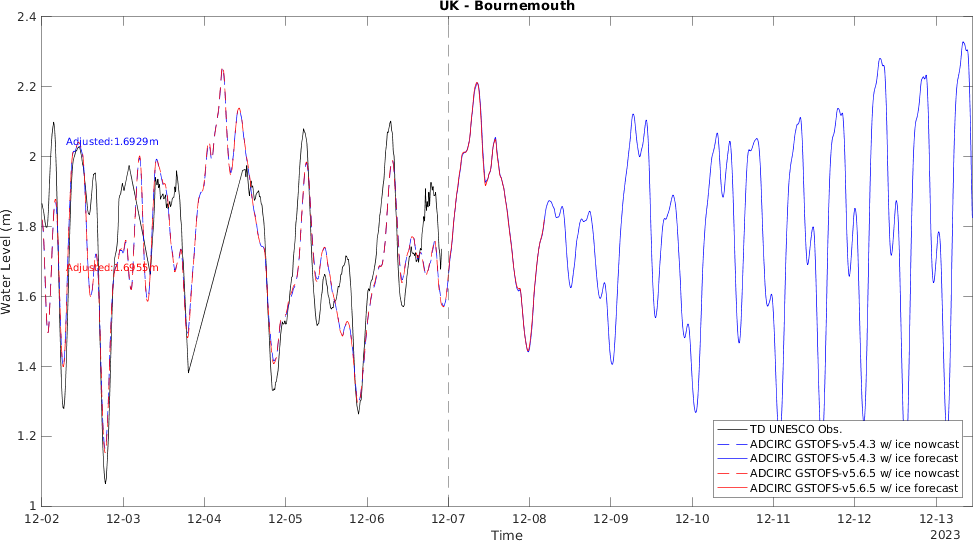 UK - Bournemouth
Water Level (m)
2.4
2.2
2
1.8
1.6
1.4
1.2
1
Adjusted:1.6929m
Adjusted:1.6955m
TD UNESCO Obs.
ADCIRC GSTOFS-v5.4.3 w/ ice nowcast
ADCIRC GSTOFS-v5.4.3 w/ ice forecast
ADCIRC GSTOFS-v5.6.5 w/ ice nowcast
ADCIRC GSTOFS-v5.6.5 w/ ice forecast
12-02 12-03 12-04 12-05 12-06 12-07 12-08 12-09 12-10 12-11 12-12 12-13
Time
2023